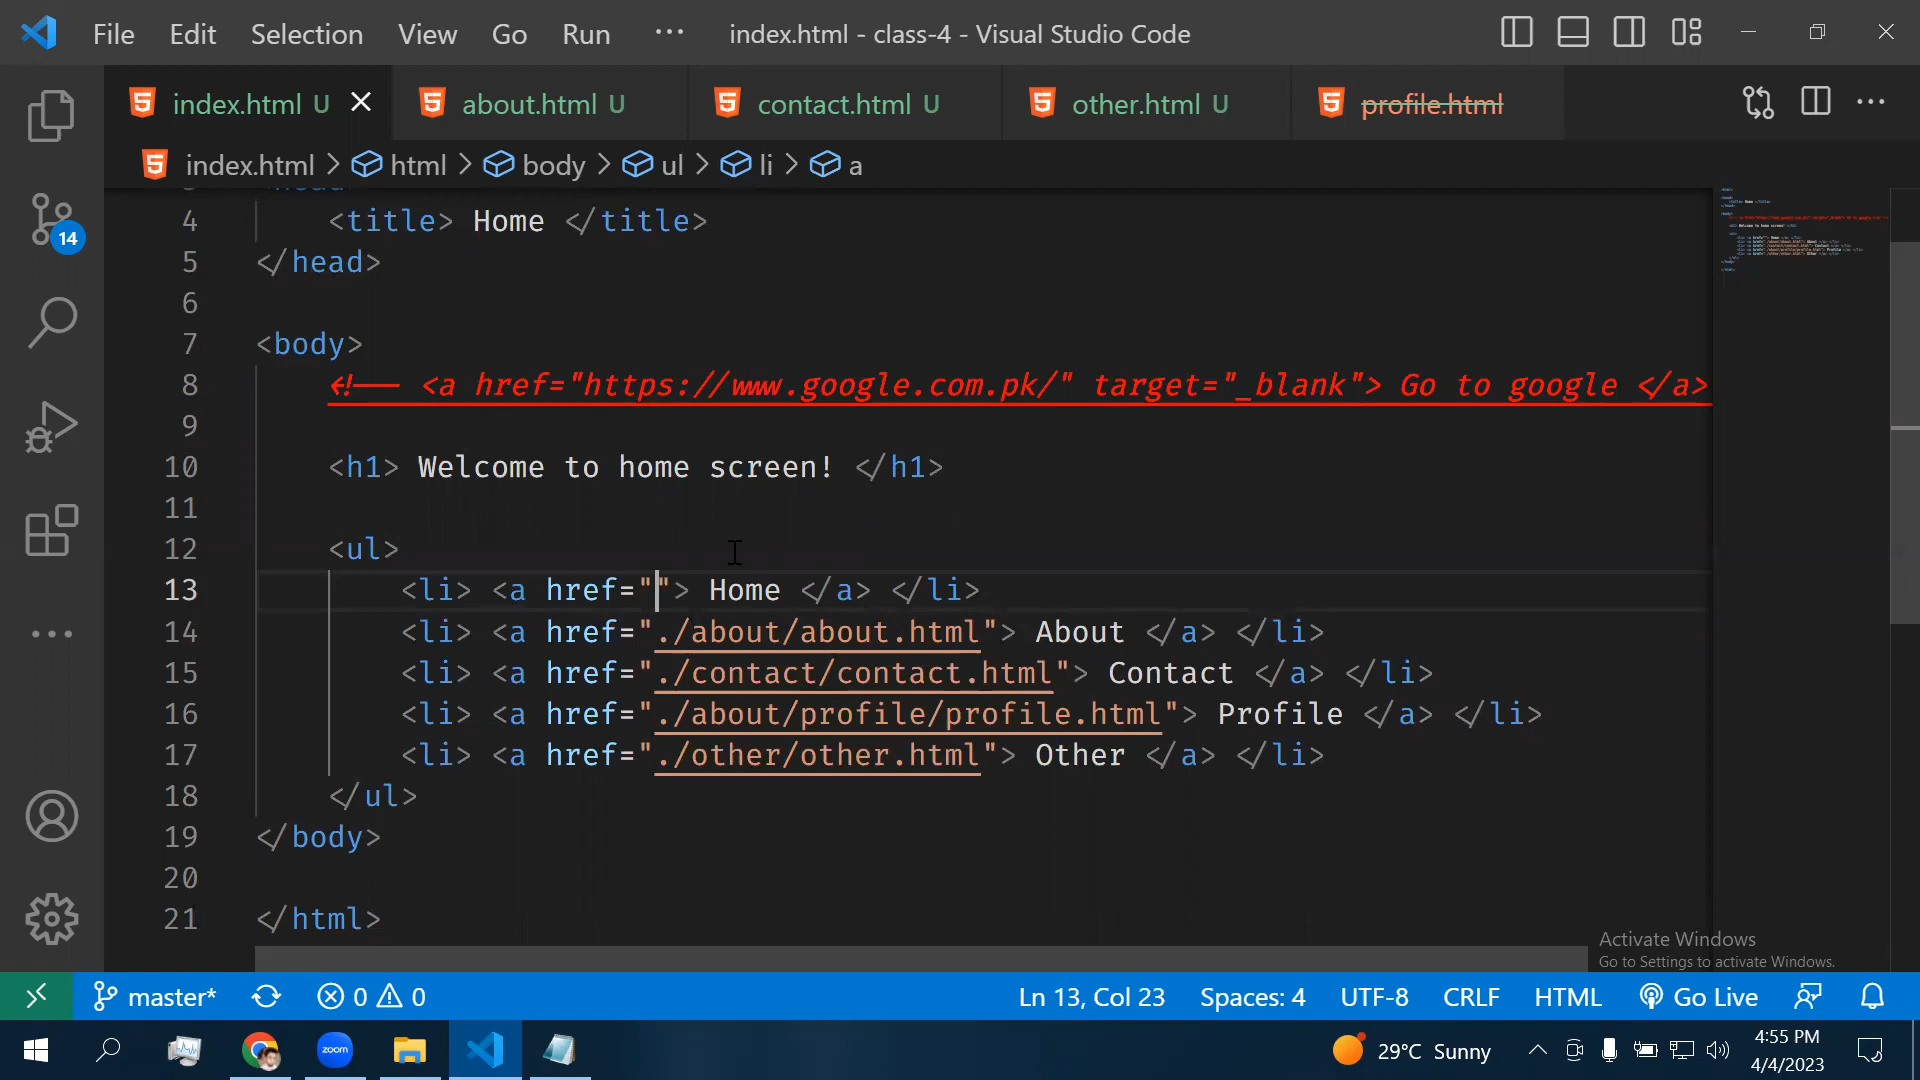 File Edit Selection View Go Run ··· index.html - class-4 - Visual Studio Code
index.html U about.html U contact.html U other.html U profile.html
index.html > html > body > ul > li > a
4 <title> Home </title>
5 </head>
6
7 <body>
8 <!-- <a href="https://www.google.com.pk/" target="_blank"> Go to google </a>
9
10 <h1> Welcome to home screen! </h1>
11
12 <ul>
13 <li> <a href=""> Home </a> </li>
14 <li> <a href="./about/about.html"> About </a> </li>
15 <li> <a href="./contact/contact.html"> Contact </a> </li>
16 <li> <a href="./about/profile/profile.html"> Profile </a> </li>
17 <li> <a href="./other/other.html"> Other </a> </li>
18 </ul>
19 </body>
20
21 </html>
14
Activate Windows
Go to Settings to activate Windows.
master* 0 0 Ln 13, Col 23 Spaces: 4 UTF-8 CRLF HTML Go Live
zoom 29°C Sunny 4:55 PM
4/4/2023